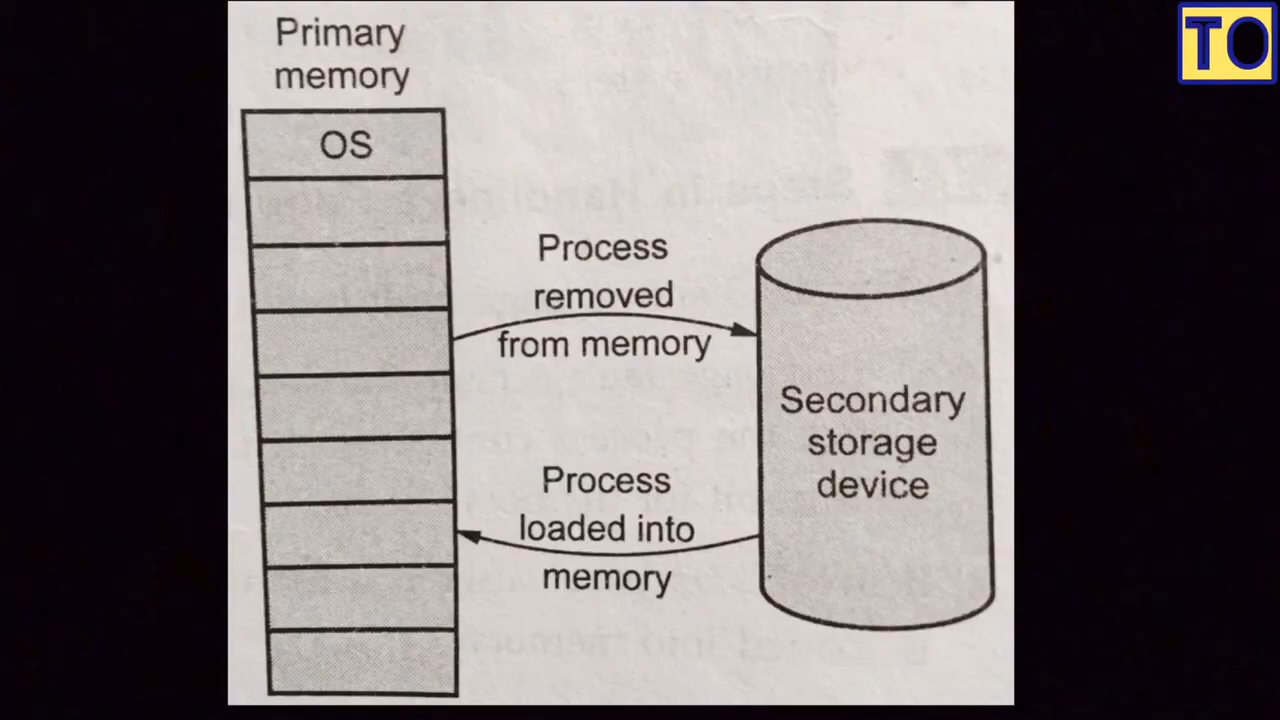 TO
Primary
memory
OS
Process
removed
from memory
Secondary
storage
device
Process
loaded into
memory